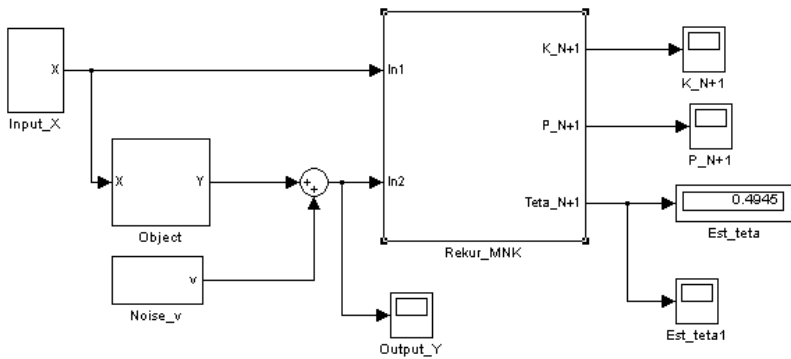 X
Input_X
X
Y
Object
v
Noise_v
In1
In2
K_N+1
P_N+1
Teta_N+1
Rekur_MNK
K_N+1
P_N+1
0.4945
Est_teta
Est_teta1
Output_Y